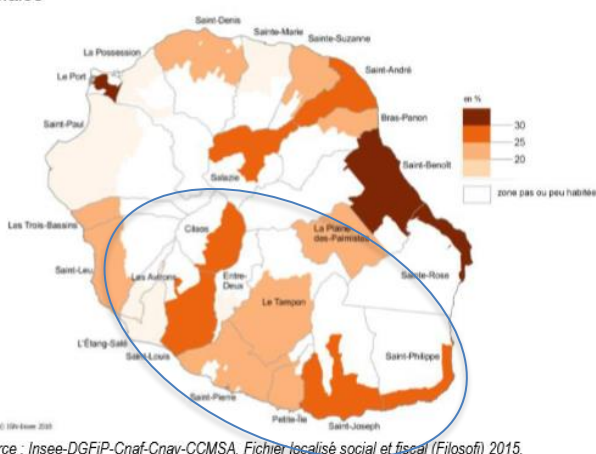 Saint-Denis
Sainte-Marie
Sainte-Suzanne
La Possession
Le Port
Saint-André
en %
30
25
20
Bras-Panon
Saint-Paul
Saint-Benoît
Salazie
zone pas ou peu habitée
Les Trois-Bassins
Cilaos
La Plaine
des-Palmistes
Saint-Leu
Les Avirons
Entre-
Deux
Sainte-Rose
Le Tampon
L'Étang-Salé
Saint-Louis
Saint-Philippe
Saint-Pierre
Petite-Île
Saint-Joseph
rce : Insee-DGFiP-Cnaf-Cnav-CCMSA, Fichier localisé social et fiscal (Filosofi) 2015.